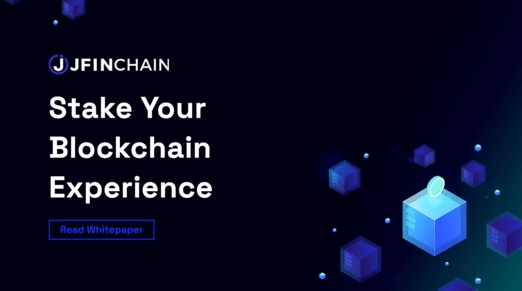 JFINCHAIN
Stake Your
Blockchain
Experience
Read Whitepaper